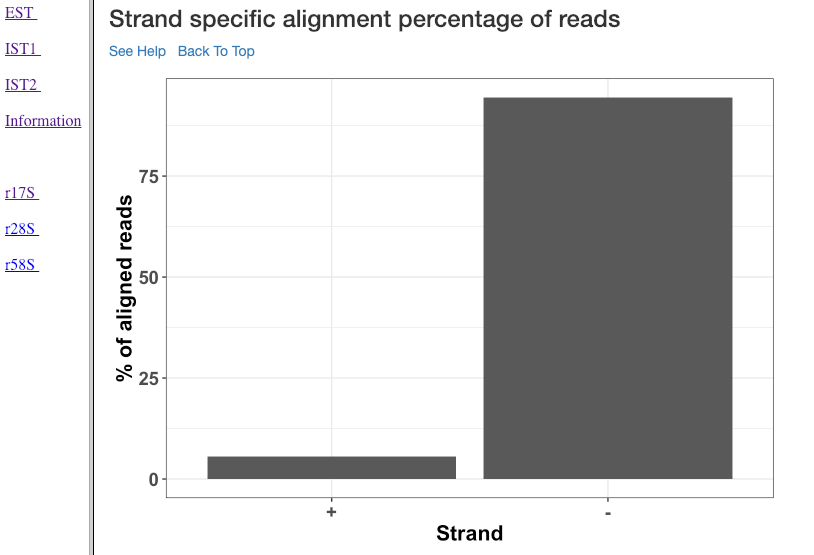 EST
IST1
IST2
Information
r17S
r28S
r58S
Strand specific alignment percentage of reads
See Help Back To Top
% of aligned reads
75
50
25
0
+ -
Strand